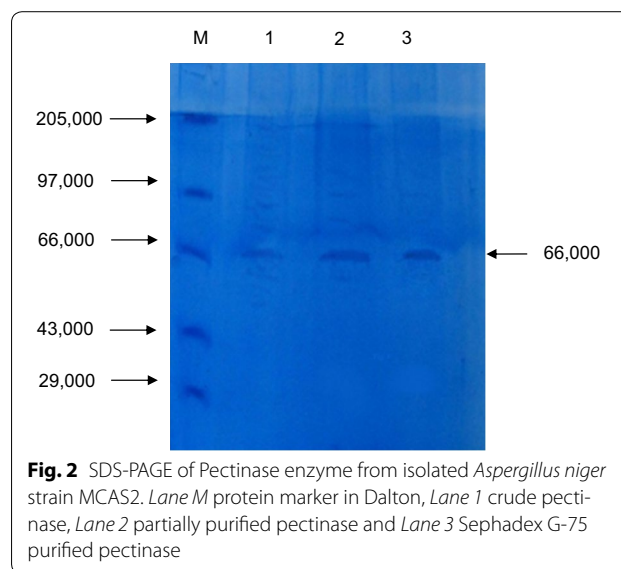 M 1 2 3
205,000
97,000
66,000
66,000
43,000
29,000
Fig. 2 SDS-PAGE of Pectinase enzyme from isolated Aspergillus niger
strain MCAS2. Lane M protein marker in Dalton, Lane 1 crude pecti-
nase, Lane 2 partially purified pectinase and Lane 3 Sephadex G-75
purified pectinase